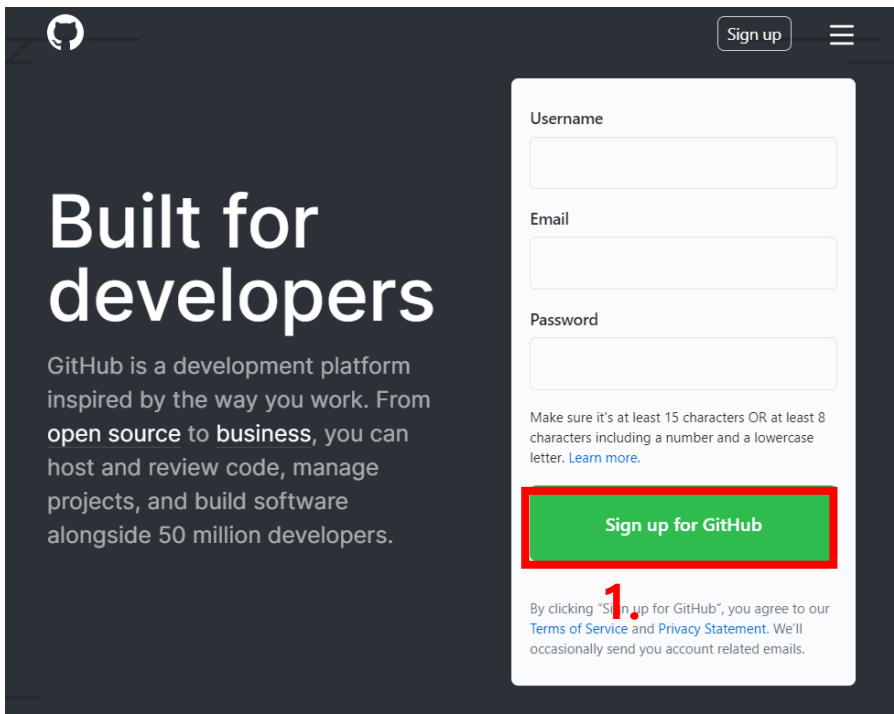 Sign up
Built for
developers
GitHub is a development platform
inspired by the way you work. From
open source to business, you can
host and review code, manage
projects, and build software
alongside 50 million developers.
Username
Email
Password
Make sure it's at least 15 characters OR at least 8
characters including a number and a lowercase
letter. Learn more.
Sign up for GitHub
1.
By clicking “Sign up for GitHub”, you agree to our
Terms of Service and Privacy Statement. We’ll
occasionally send you account related emails.